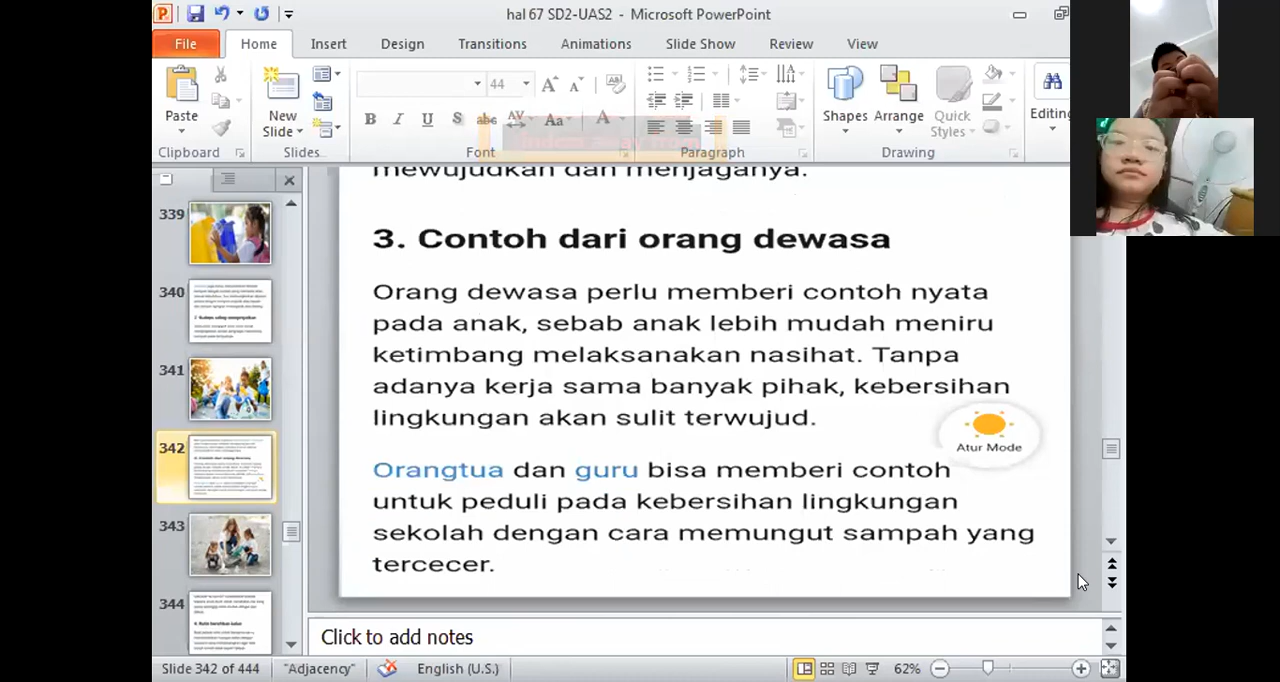 hal 67 SD2-UAS2 - Microsoft PowerPoint
File Home Insert Design Transitions Animations Slide Show Review View
Paste
New
Slide
44
Shapes Arrange Quick
Styles
Editing
Clipboard Slides Font Paragraph Drawing
mewujudkan dan menjaganya.
3. Contoh dari orang dewasa
Orang dewasa perlu memberi contoh nyata
pada anak, sebab anak lebih mudah meniru
ketimbang melaksanakan nasihat. Tanpa
adanya kerja sama banyak pihak, kebersihan
lingkungan akan sulit terwujud.
Atur Mode
Orangtua dan guru bisa memberi contoh
untuk peduli pada kebersihan lingkungan
sekolah dengan cara memungut sampah yang
tercecer.
339
340
341
342
343
344
Click to add notes
Slide 342 of 444 "Adjacency" English (U.S.) 62%